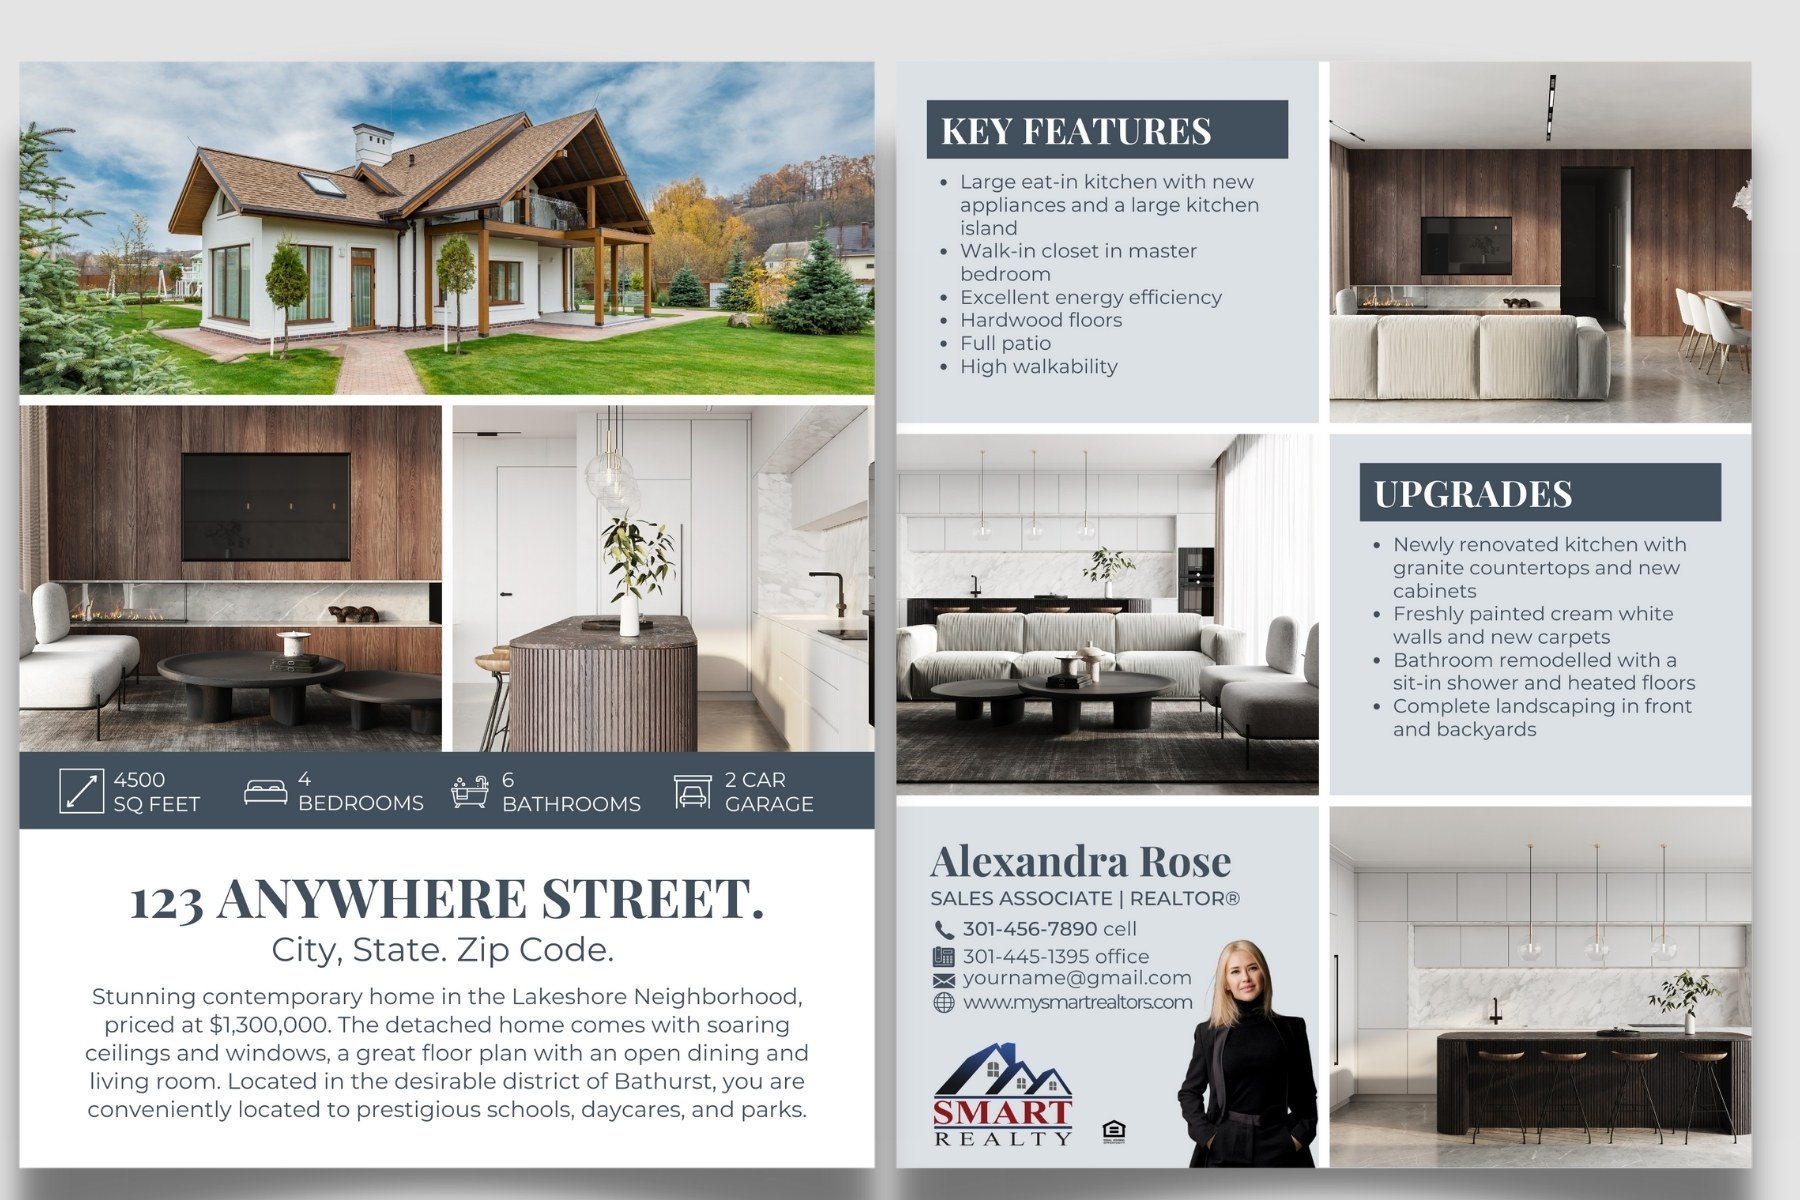 4500
SQ FEET
4
BEDROOMS
6
BATHROOMS
2 CAR
GARAGE
123 ANYWHERE STREET.
City, State. Zip Code.
Stunning contemporary home in the Lakeshore Neighborhood,
priced at $1,300,000. The detached home comes with soaring
ceilings and windows, a great floor plan with an open dining and
living room. Located in the desirable district of Bathurst, you are
conveniently located to prestigious schools, daycares, and parks.
KEY FEATURES
• Large eat-in kitchen with new
appliances and a large kitchen
island
• Walk-in closet in master
bedroom
• Excellent energy efficiency
• Hardwood floors
• Full patio
• High walkability
UPGRADES
• Newly renovated kitchen with
granite countertops and new
cabinets
• Freshly painted cream white
walls and new carpets
• Bathroom remodelled with a
sit-in shower and heated floors
• Complete landscaping in front
and backyards
Alexandra Rose
SALES ASSOCIATE | REALTOR®
301-456-7890 cell
301-445-1395 office
yourname@gmail.com
www.mysmartrealtors.com
SMART
REALTY